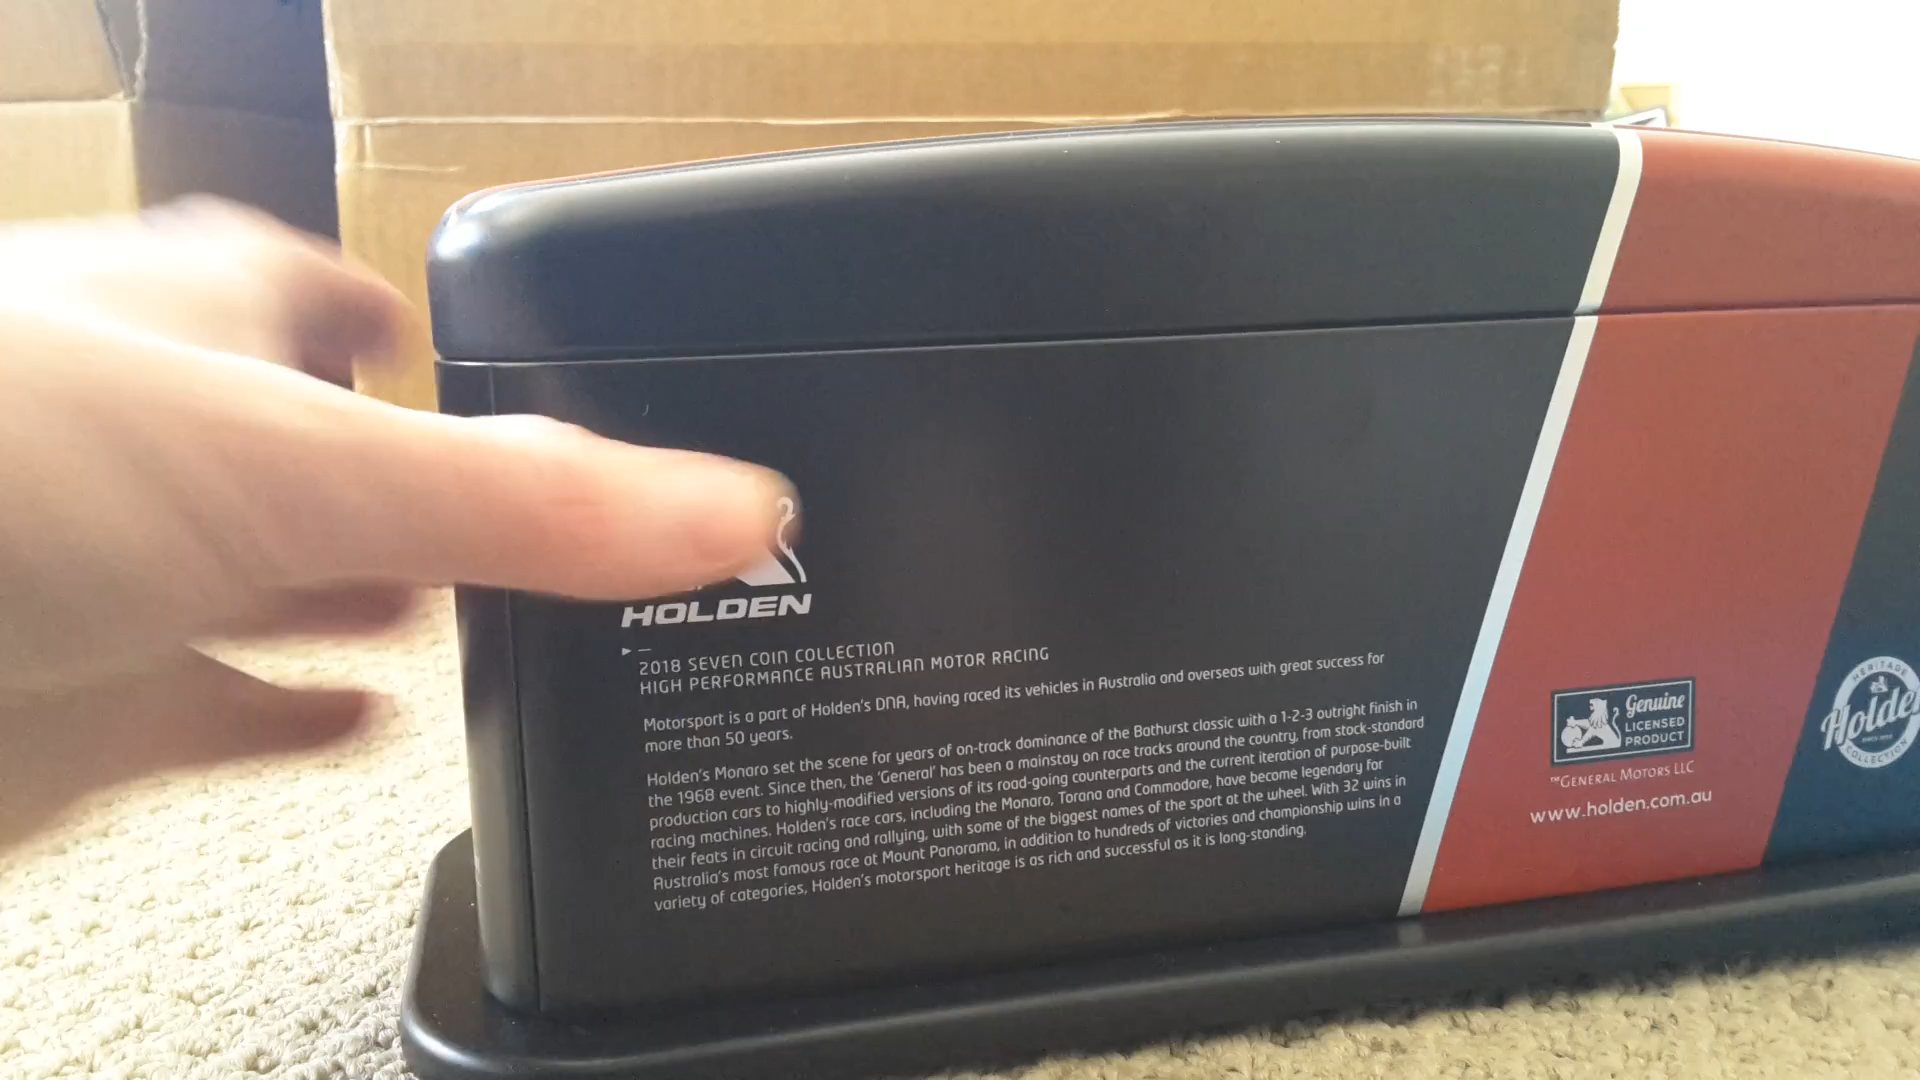 HOLDEN
2018 SEVEN COIN COLLECTION
HIGH PERFORMANCE AUSTRALIAN MOTOR RACING
Motorsport is a part of Holden's DNA, having raced its vehicles in Australia and overseas with great success for
more than 50 years.
Holden's Monaro set the scene for years of on-track dominance of the Bathurst classic with a 1-2-3 outright finish in
the 1968 event. Since then, the 'General' has been a mainstay on race tracks around the country, from stock-standard
production cars to highly-modified versions of its road-going counterparts and the current iteration of purpose-built
racing machines. Holden's race cars, including the Monaro, Torana and Commodore, have become legendary for
their feats in circuit racing and rallying, with some of the biggest names of the sport at the wheel. With 32 wins in
Australia's most famous race at Mount Panorama, in addition to hundreds of victories and championship wins in a
variety of categories, Holden's motorsport heritage is as rich and successful as it is long-standing.
Genuine
LICENSED
PRODUCT
™GENERAL MOTORS LLC
www.holden.com.au
HERITAGE
Holden
COLLECTION